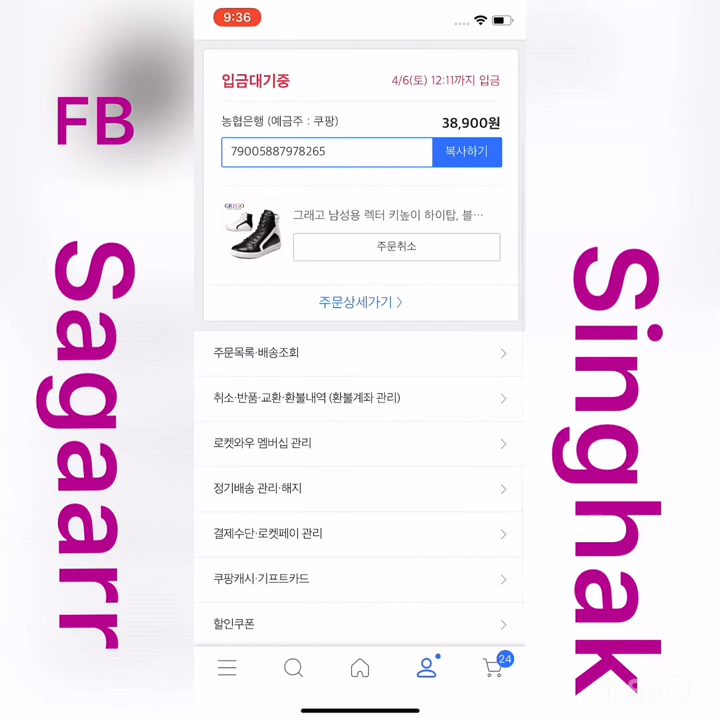 9:36
FB
Sagaarr
Singhak
입금대기중
4/6(토) 12:11까지 입금
농협은행 (예금주 : 쿠팡)
38,900원
79005887978265
복사하기
GREGO
그래고 남성용 렉터 키높이 하이탑, 블…
주문취소
주문상세가기
주문목록·배송조회
취소·반품·교환·환불내역 (환불계좌 관리)
로켓와우 멤버십 관리
정기배송 관리·해지
결제수단·로켓페이 관리
쿠팡캐시·기프트카드
할인쿠폰
24